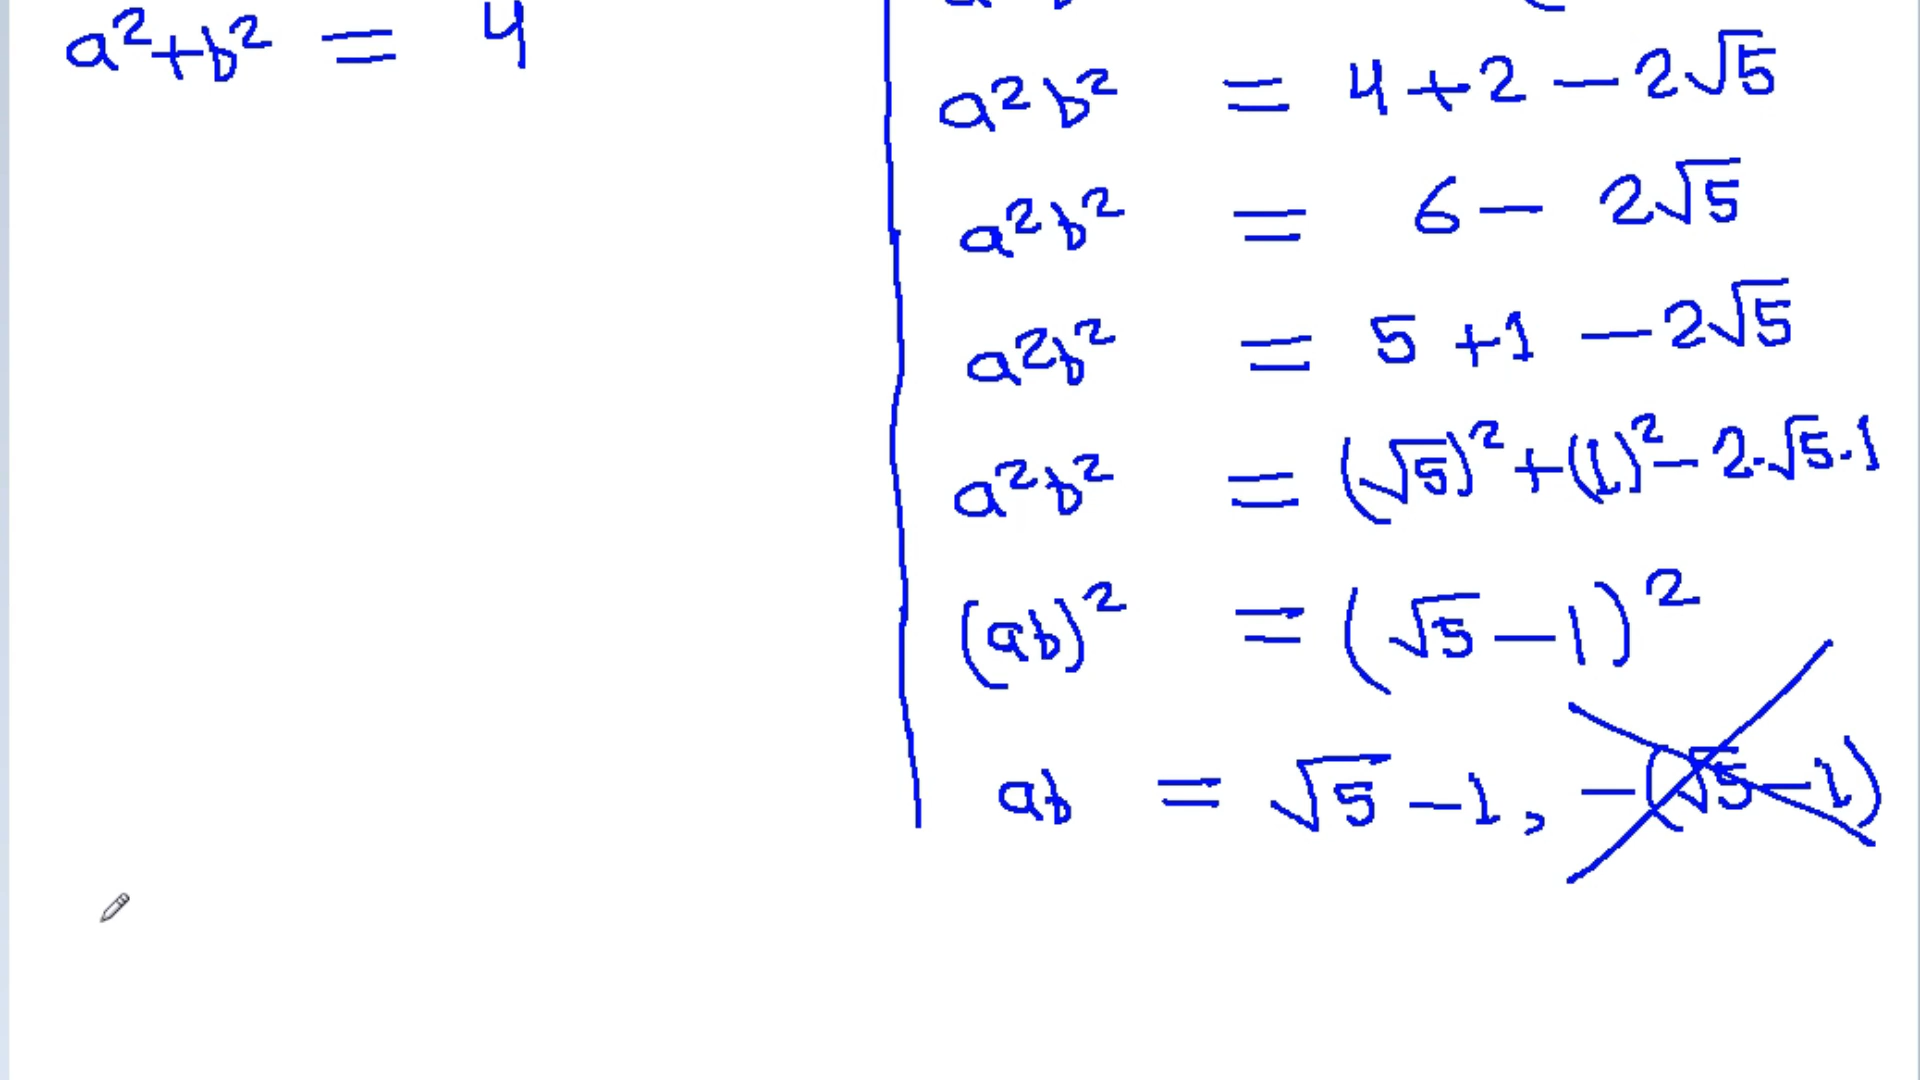 a²+b² = 4
a²b² = 4+2-2√5
a²b² = 6-2√5
a²b² = 5+1-2√5
a²b² = (√5)²+(1)²-2·√5·1
(ab)² = (√5-1)²
ab = √5-1, -(√5-1)